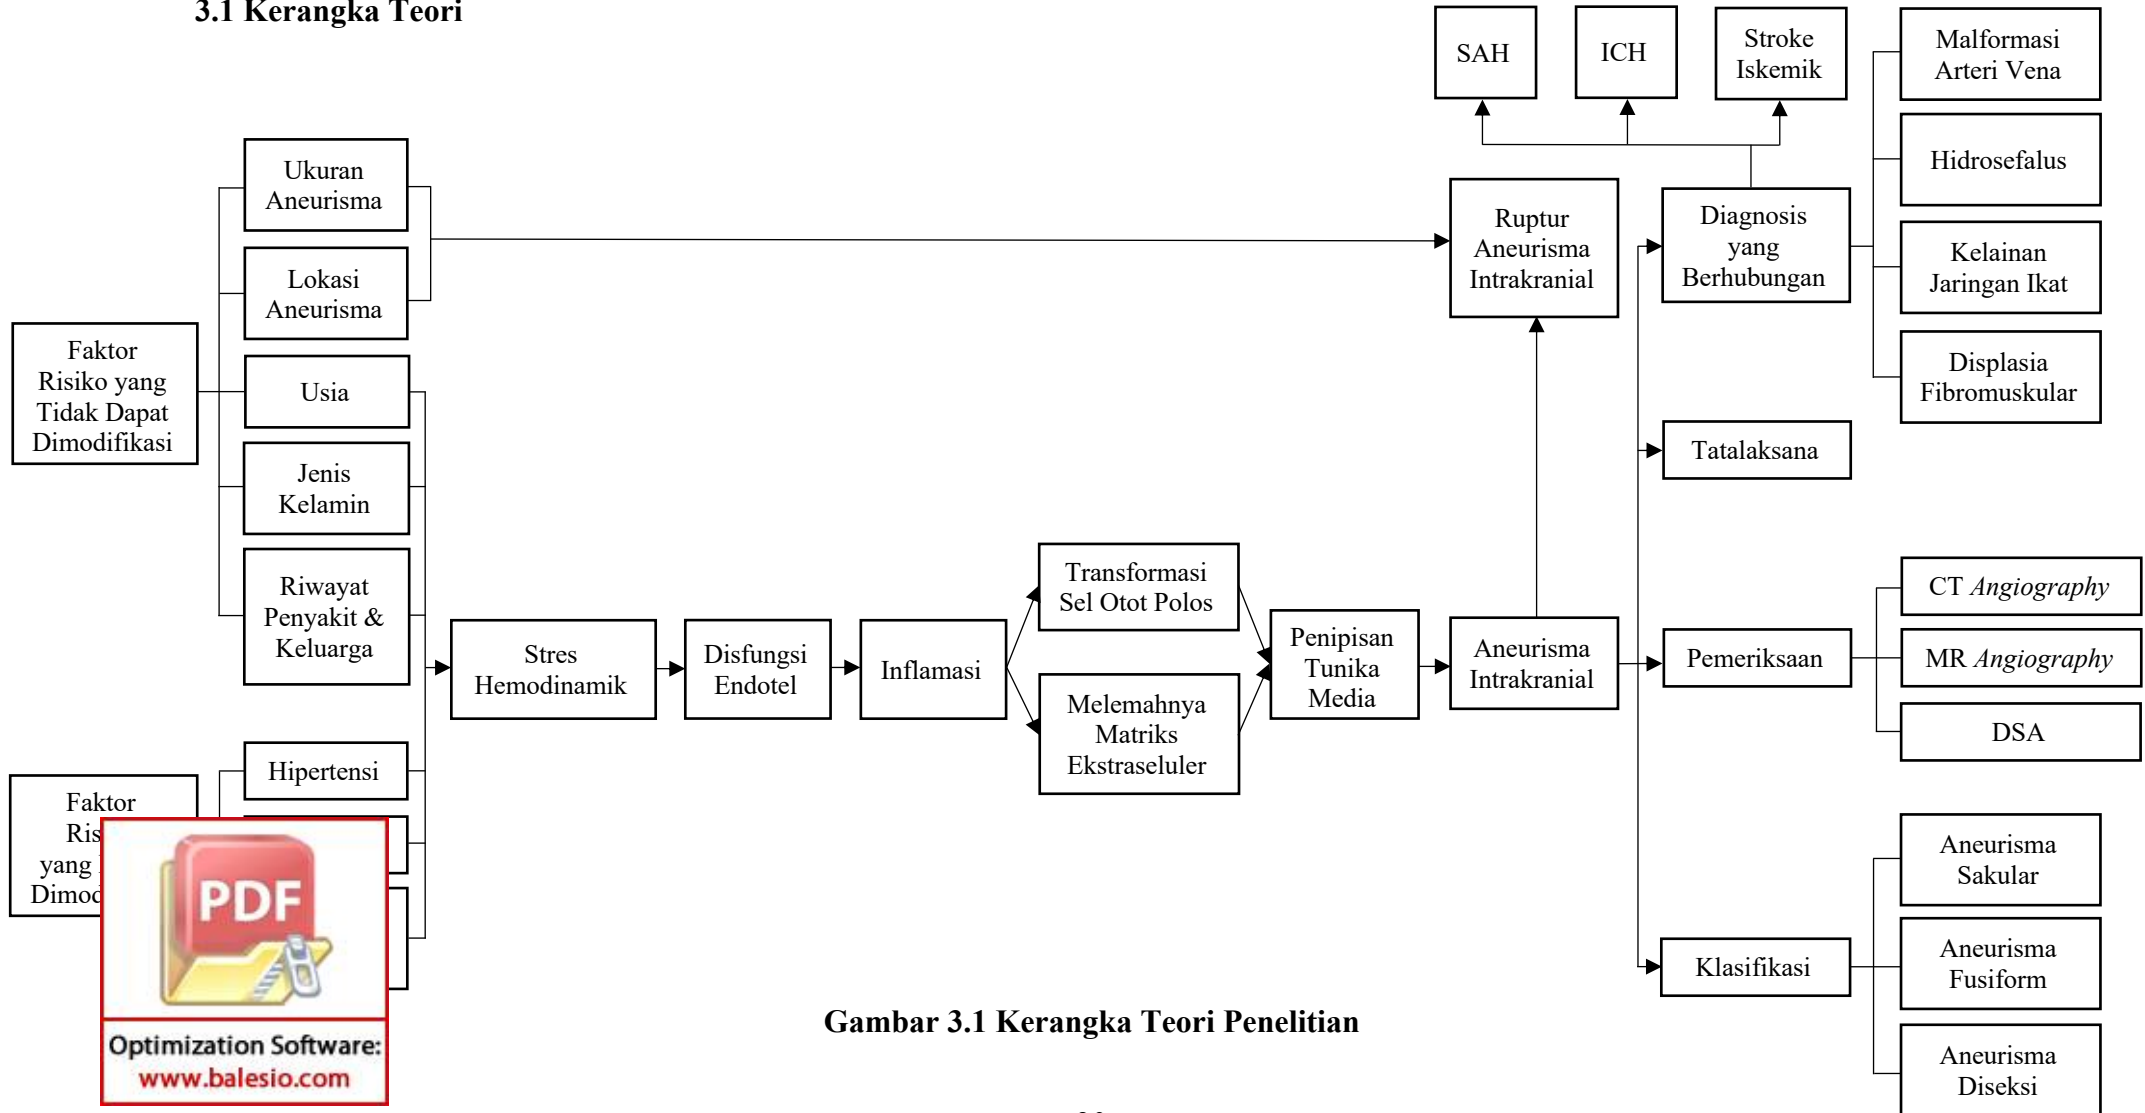 3.1 Kerangka Teori
SAH
ICH
Stroke
Iskemik
Malformasi
Arteri Vena
Hidrosefalus
Kelainan
Jaringan Ikat
Displasia
Fibromuskular
Ukuran
Aneurisma
Lokasi
Aneurisma
Ruptur
Aneurisma
Intrakranial
Diagnosis
yang
Berhubungan
Faktor
Risiko yang
Tidak Dapat
Dimodifikasi
Usia
Jenis
Kelamin
Riwayat
Penyakit &
Keluarga
Tatalaksana
Stres
Hemodinamik
Disfungsi
Endotel
Inflamasi
Transformasi
Sel Otot Polos
Melemahnya
Matriks
Ekstraseluler
Penipisan
Tunika
Media
Aneurisma
Intrakranial
Pemeriksaan
CT Angiography
MR Angiography
DSA
Hipertensi
Faktor
yang
Klasifikasi
Aneurisma
Sakular
Aneurisma
Fusiform
Aneurisma
Diseksi
PDF
Optimization Software:
www.balesio.com
Gambar 3.1 Kerangka Teori Penelitian